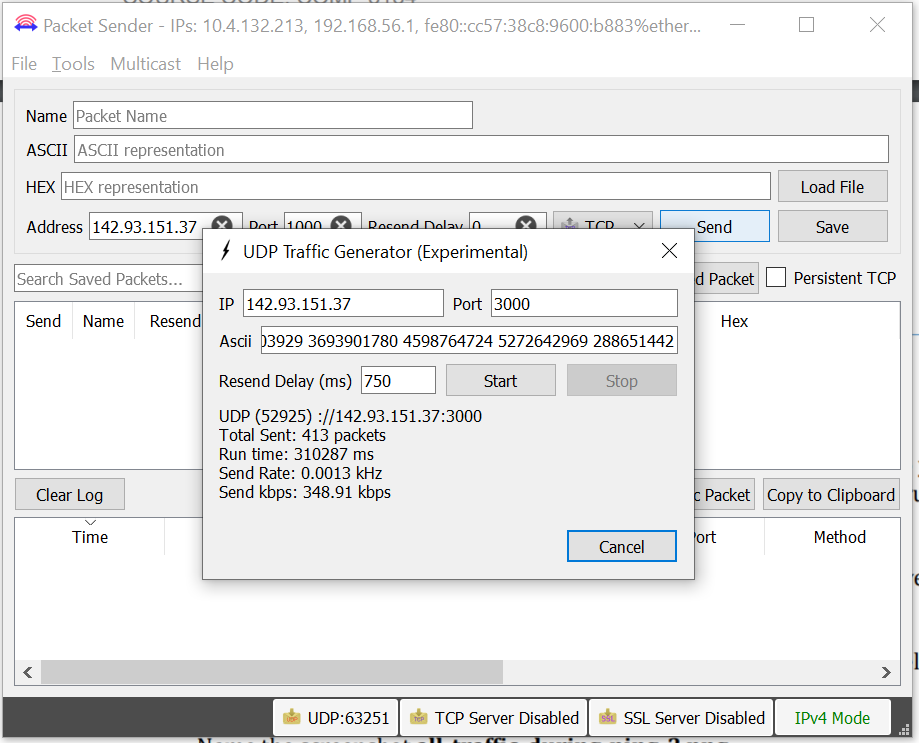 Packet Sender - IPs: 10.4.132.213, 192.168.56.1, fe80::cc57:38c8:9600:b883%ether...
File Tools Multicast Help
Name Packet Name
ASCII ASCII representation
HEX HEX representation Load File
Address 142.93.151.37 Port 1000 Resend Delay 0 TCP Send Save
UDP Traffic Generator (Experimental)
Search Saved Packets... Packet Persistent TCP
Send Name Resend Hex
IP 142.93.151.37 Port 3000
Ascii 03929 3693901780 4598764724 5272642969 288651442
Resend Delay (ms) 750 Start Stop
UDP (52925) ://142.93.151.37:3000
Total Sent: 413 packets
Run time: 310287 ms
Send Rate: 0.0013 kHz
Send kbps: 348.91 kbps
Clear Log Packet Copy to Clipboard
Time Port Method
Cancel
UDP:63251 TCP Server Disabled SSL Server Disabled IPv4 Mode